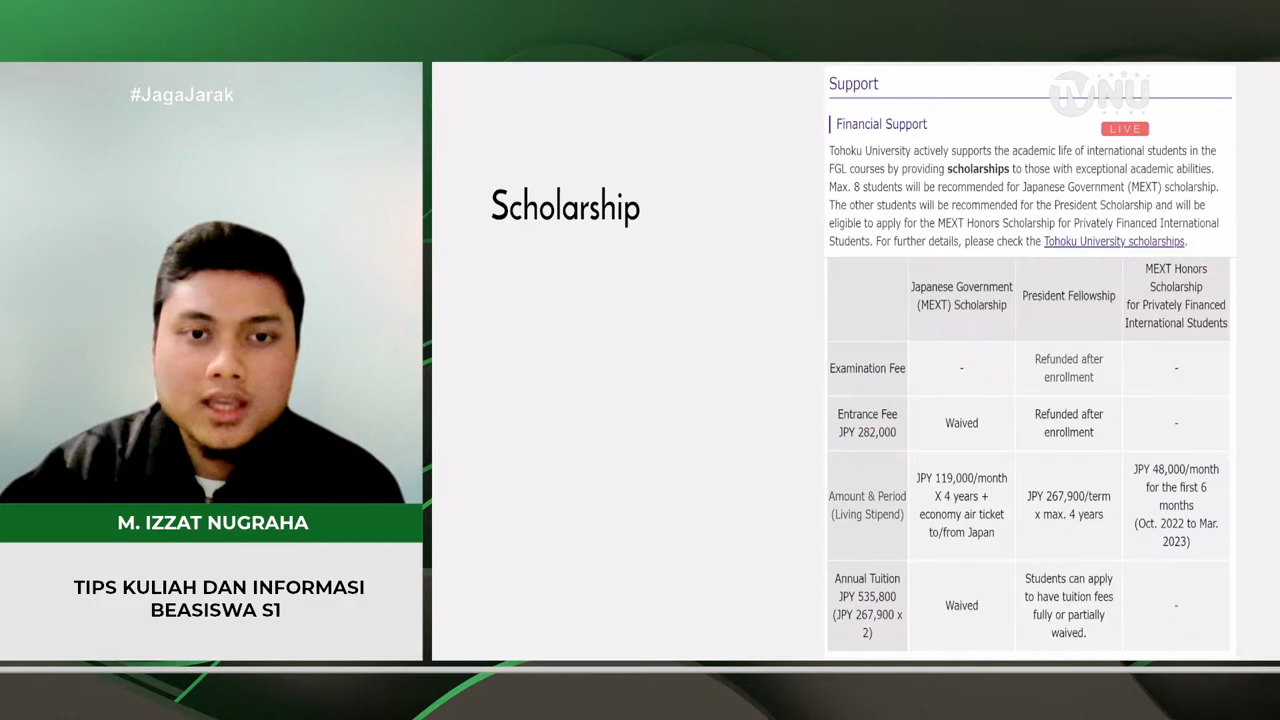 #JagaJarak
M. IZZAT NUGRAHA
TIPS KULIAH DAN INFORMASI
BEASISWA S1
Scholarship
TVNU
LIVE
Support
Financial Support
Tohoku University actively supports the academic life of international students in the
FGL courses by providing scholarships to those with exceptional academic abilities.
Max. 8 students will be recommended for Japanese Government (MEXT) scholarship.
The other students will be recommended for the President Scholarship and will be
eligible to apply for the MEXT Honors Scholarship for Privately Financed International
Students. For further details, please check the Tohoku University scholarships.
Japanese Government
(MEXT) Scholarship
President Fellowship
MEXT Honors
Scholarship
for Privately Financed
International Students
Examination Fee
-
Refunded after
enrollment
-
Entrance Fee
JPY 282,000
Waived
Refunded after
enrollment
-
Amount & Period
(Living Stipend)
JPY 119,000/month
X 4 years +
economy air ticket
to/from Japan
JPY 267,900/term
x max. 4 years
JPY 48,000/month
for the first 6
months
(Oct. 2022 to Mar.
2023)
Annual Tuition
JPY 535,800
(JPY 267,900 x
2)
Waived
Students can apply
to have tuition fees
fully or partially
waived.
-